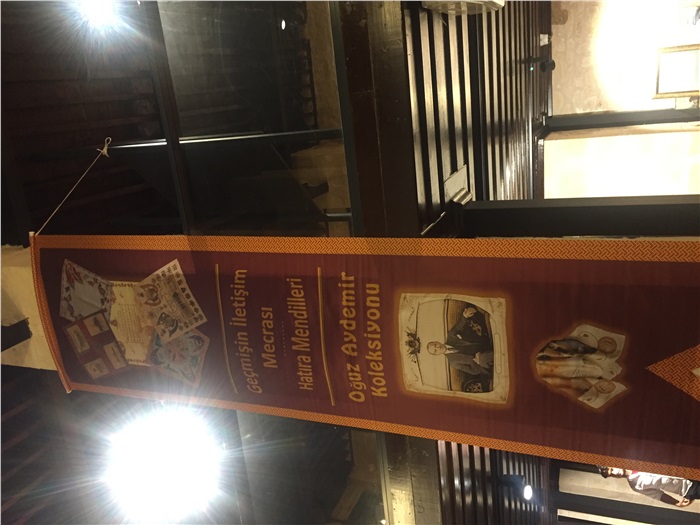 Geçmişin İletişim
Mecrası
Hatıra Mendilleri
Oğuz Aydemir
Koleksiyonu